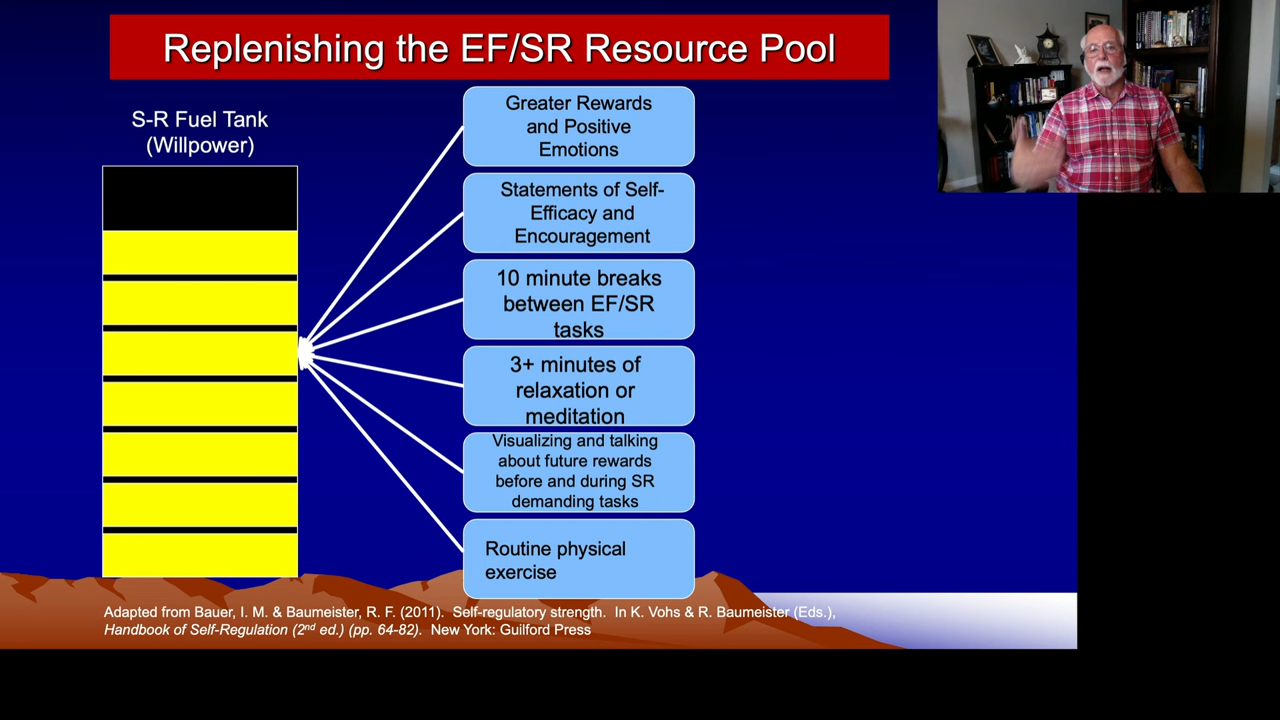 Replenishing the EF/SR Resource Pool
S-R Fuel Tank
(Willpower)
Greater Rewards
and Positive
Emotions
Statements of Self-
Efficacy and
Encouragement
10 minute breaks
between EF/SR
tasks
3+ minutes of
relaxation or
meditation
Visualizing and talking
about future rewards
before and during SR
demanding tasks
Routine physical
exercise
Adapted from Bauer, I. M. & Baumeister, R. F. (2011). Self-regulatory strength. In K. Vohs & R. Baumeister (Eds.),
Handbook of Self-Regulation (2nd ed.) (pp. 64-82). New York: Guilford Press